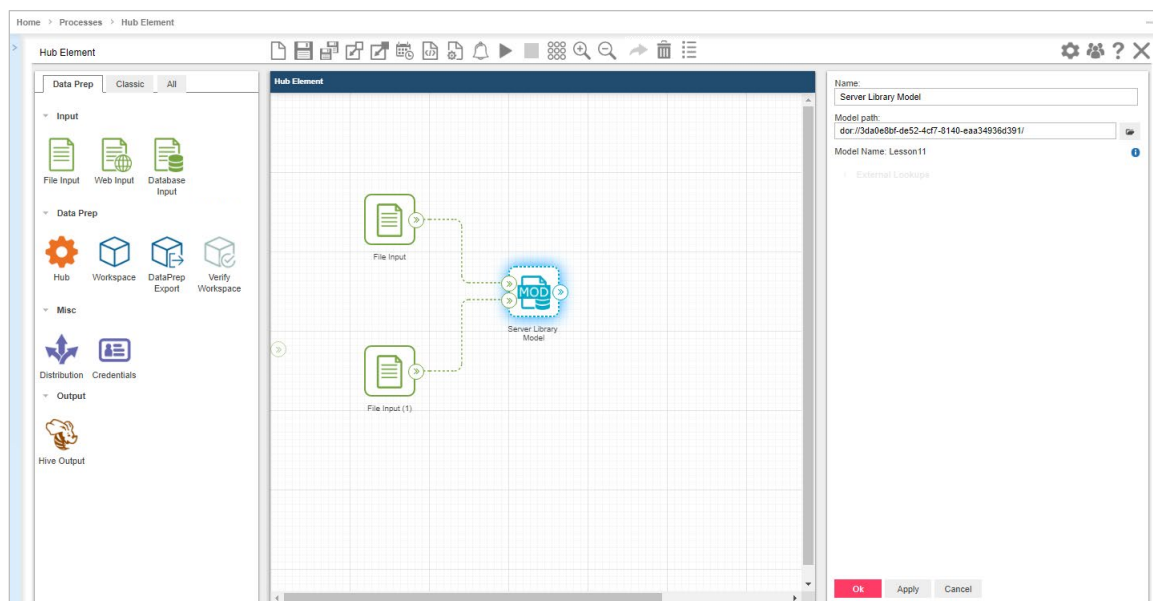 Home > Processes > Hub Element
Hub Element
Data Prep
Classic
All
Input
File Input
Web Input
Database
Input
Data Prep
Hub
Workspace
DataPrep
Export
Verify
Workspace
Misc
Distribution
Credentials
Output
Hive Output
Hub Element
File Input
MOD
Server Library
Model
File Input (1)
Name:
Server Library Model
Model path:
dor://3da0e8bf-de52-4cf7-8140-eaa34936d391/
Model Name: Lesson11
External Lookups
Ok
Apply
Cancel